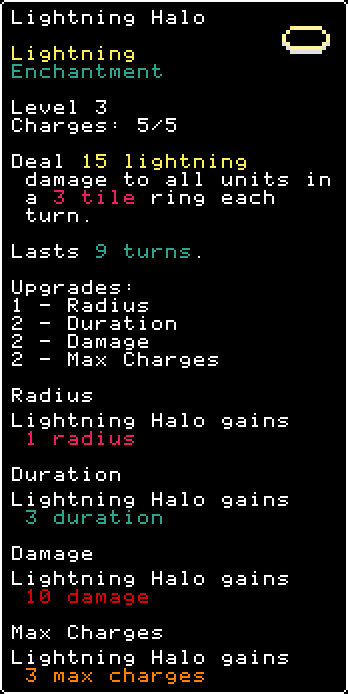 Lightning Halo
Lightning
Enchantment
Level 3
Charges: 5/5
Deal 15 lightning
damage to all units in
a 3 tile ring each
turn.
Lasts 9 turns.
Upgrades:
1 - Radius
2 - Duration
2 - Damage
2 - Max Charges
Radius
Lightning Halo gains
1 radius
Duration
Lightning Halo gains
3 duration
Damage
Lightning Halo gains
10 damage
Max Charges
Lightning Halo gains
3 max charges